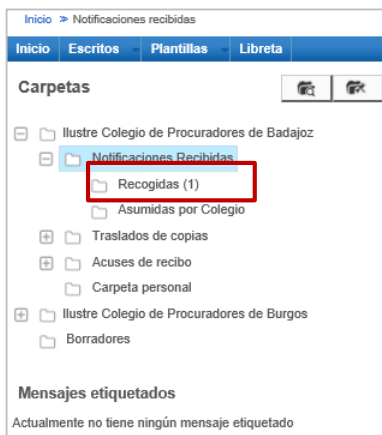 Inicio ➢ Notificaciones recibidas
Inicio Escritos Plantillas Libreta
Carpetas
Ilustre Colegio de Procuradores de Badajoz
Notificaciones Recibidas
Recogidas (1)
Asumidas por Colegio
Traslados de copias
Acuses de recibo
Carpeta personal
Ilustre Colegio de Procuradores de Burgos
Borradores
Mensajes etiquetados
Actualmente no tiene ningún mensaje etiquetado